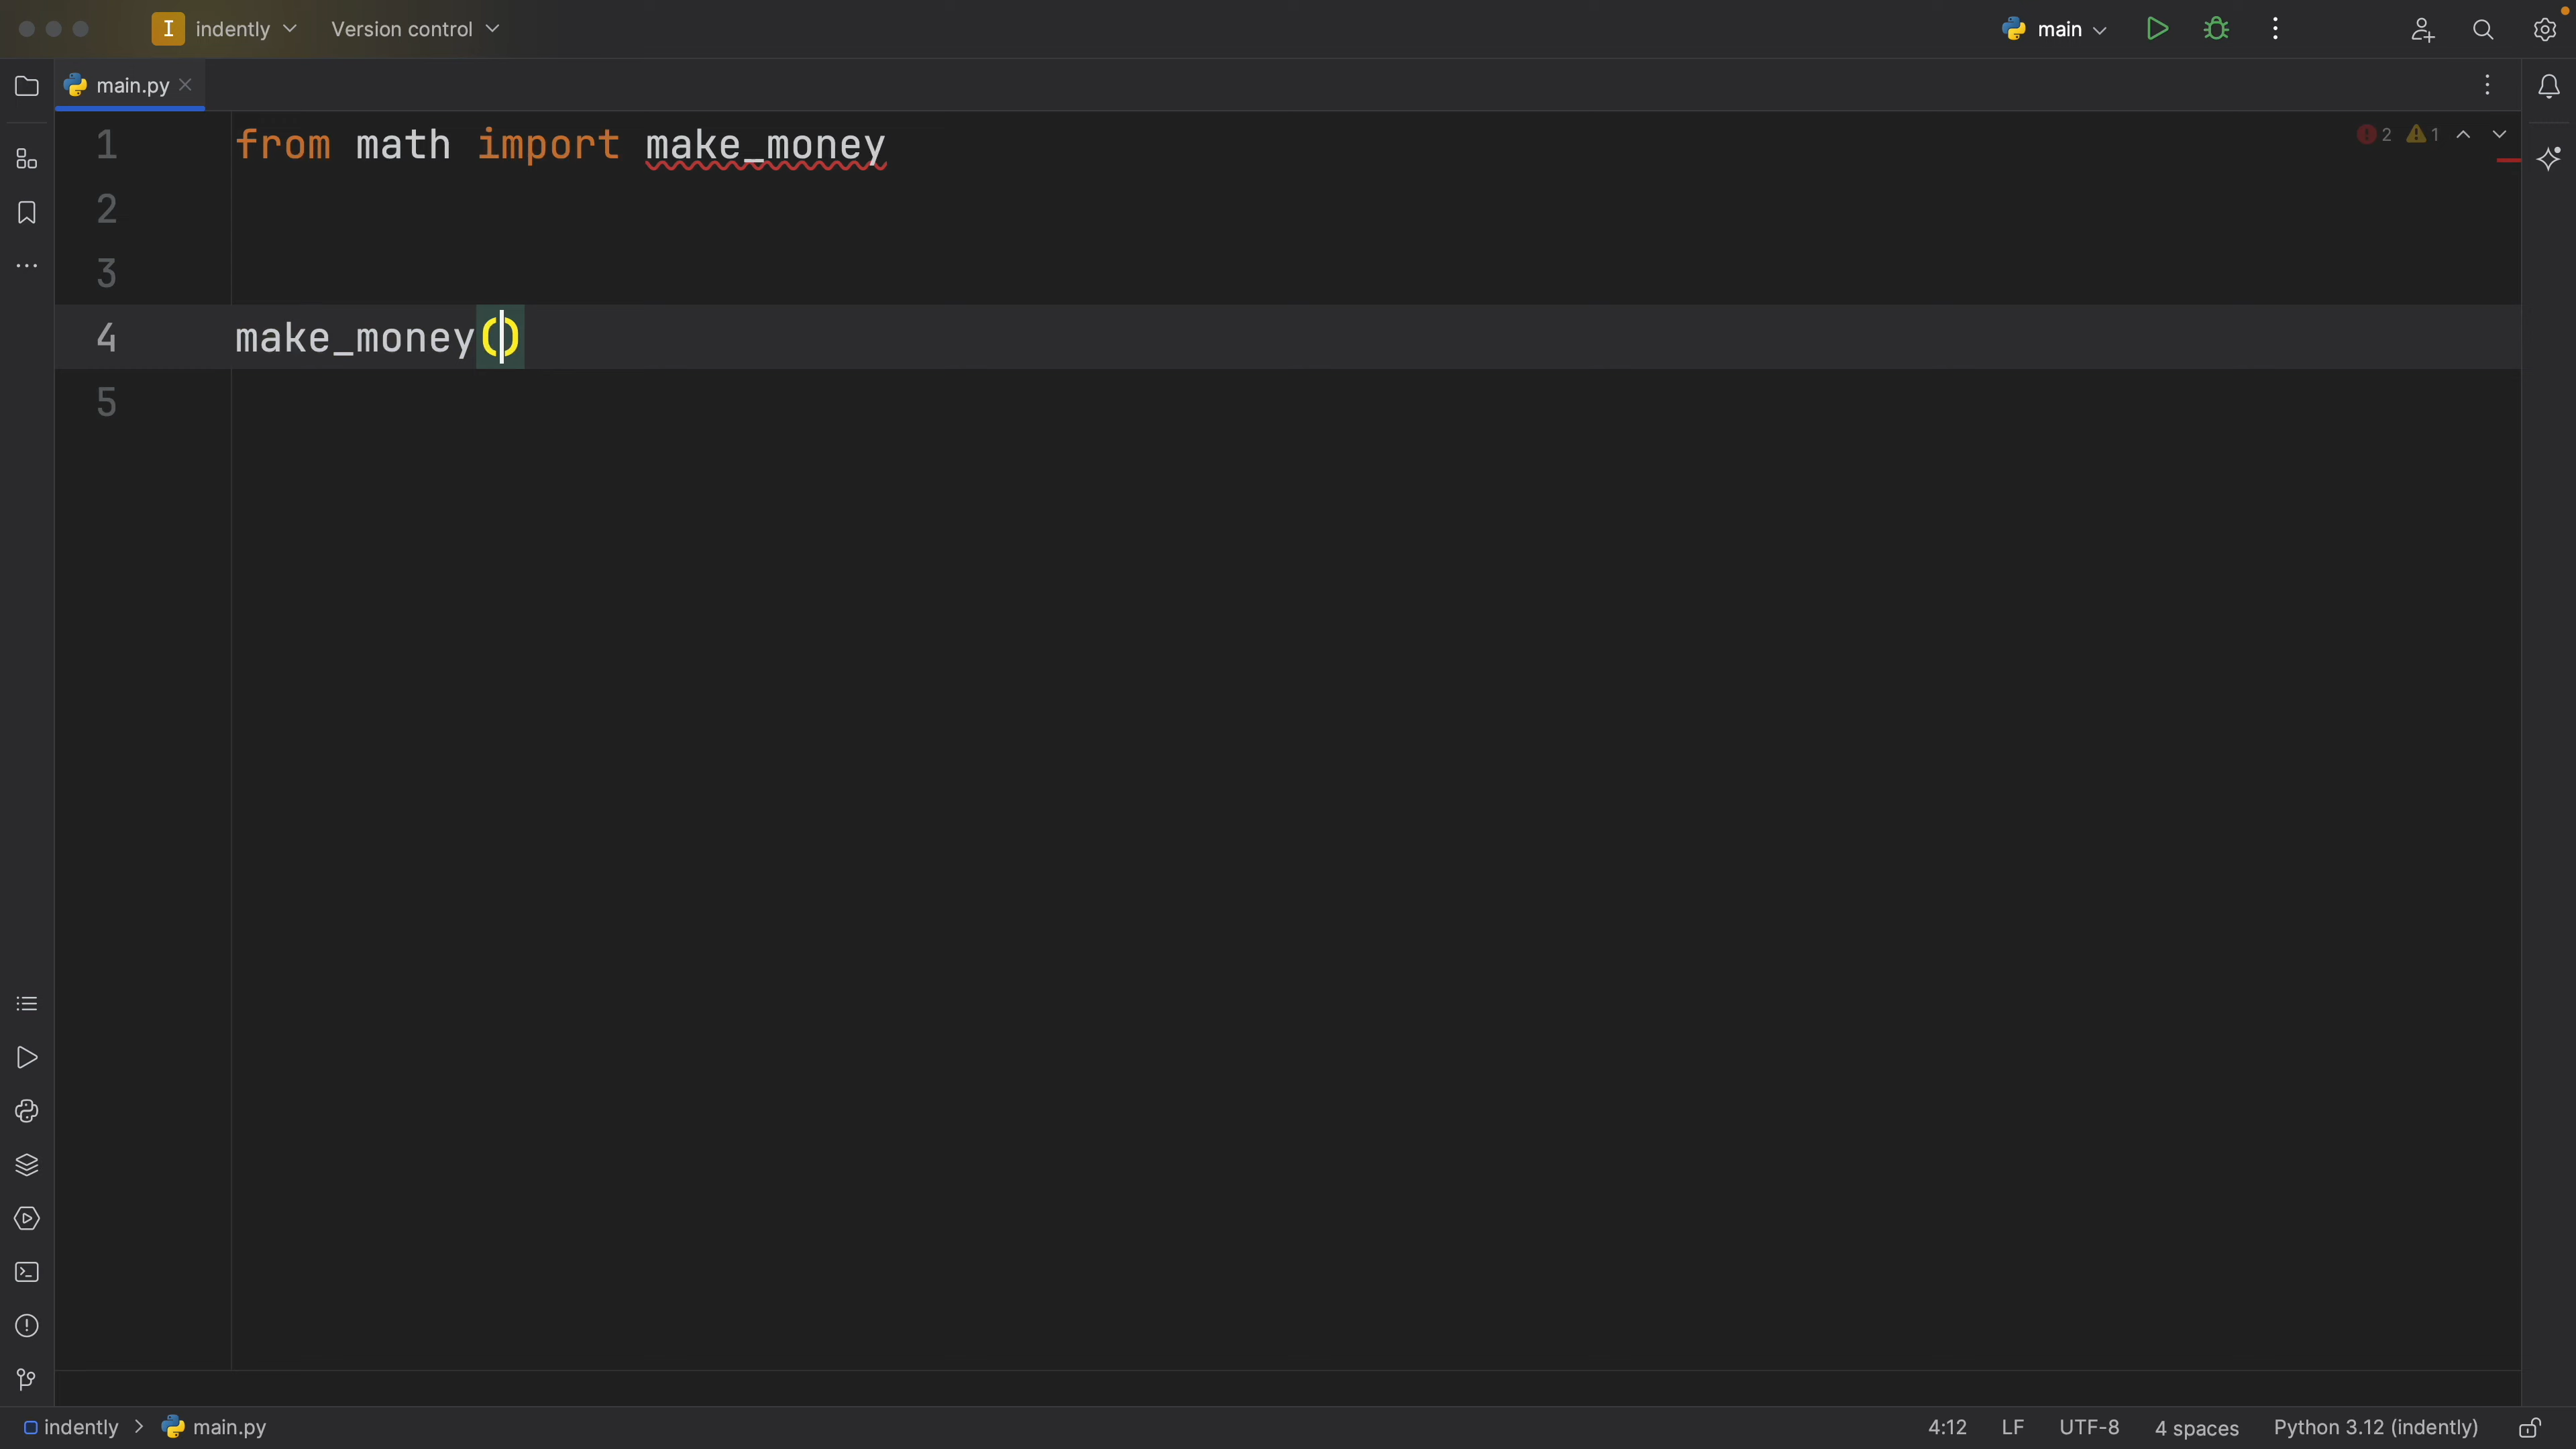 I indently Version control main
main.py
1 from math import make_money 2 1
2
3
4 make_money()
5
indently > main.py 4:12 LF UTF-8 4 spaces Python 3.12 (indently)